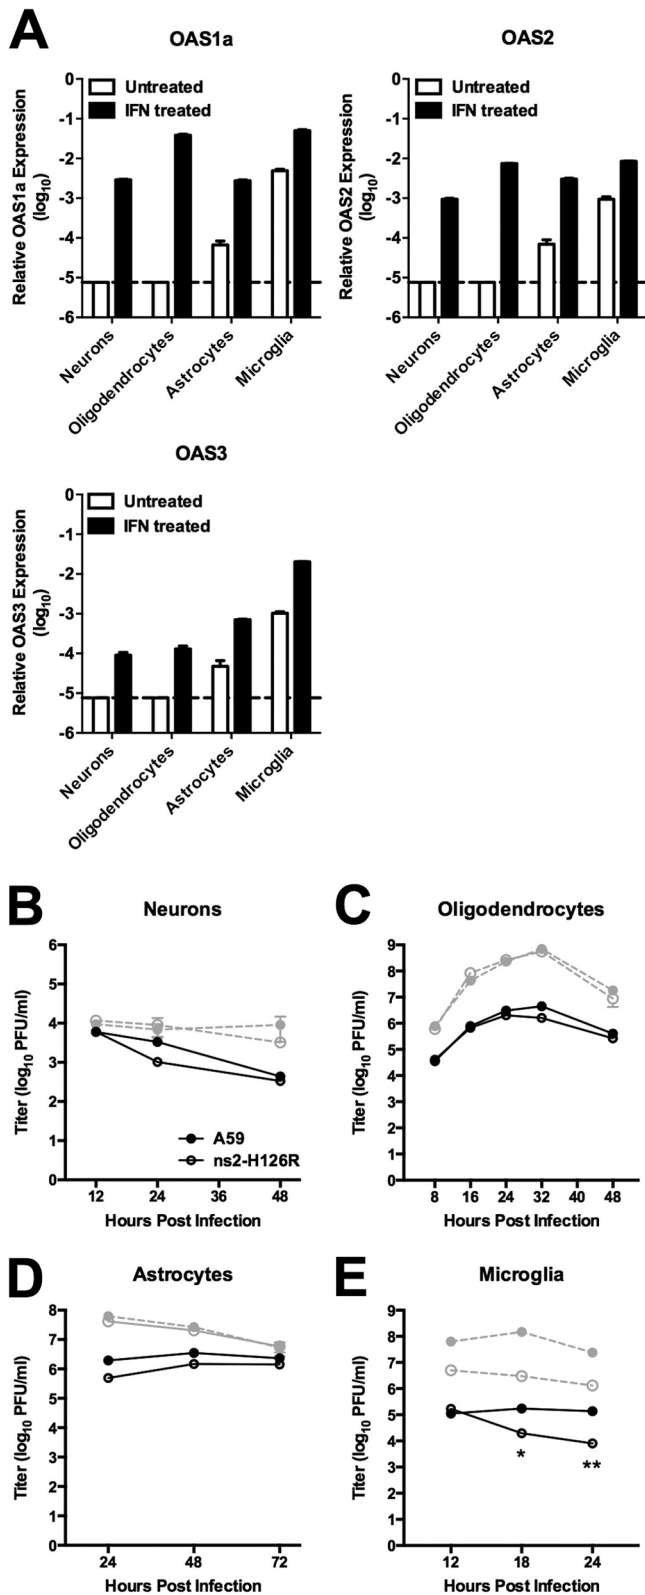 A
OAS1a
OAS2
Relative OAS1a Expression
(log10)
0
-1
-2
-3
-4
-5
-6
Untreated
IFN treated
Neurons
Oligodendrocytes
Astrocytes
Microglia
Relative OAS2 Expression
(log10)
0
-1
-2
-3
-4
-5
-6
Untreated
IFN treated
Neurons
Oligodendrocytes
Astrocytes
Microglia
OAS3
Relative OAS3 Expression
(log10)
0
-1
-2
-3
-4
-5
-6
Untreated
IFN treated
Neurons
Oligodendrocytes
Astrocytes
Microglia
B
Neurons
Titer (log10 PFU/ml)
6
5
4
3
2
1
0
A59
ns2-H126R
12 24 36 48
Hours Post Infection
C
Oligodendrocytes
Titer (log10 PFU/ml)
9
8
7
6
5
4
3
2
1
0
8 16 24 32 40 48
Hours Post Infection
D
Astrocytes
Titer (log10 PFU/ml)
8
7
6
5
4
3
2
1
0
24 48 72
Hours Post Infection
E
Microglia
Titer (log10 PFU/ml)
9
8
7
6
5
4
3
2
1
0
*
**
12 18 24
Hours Post Infection